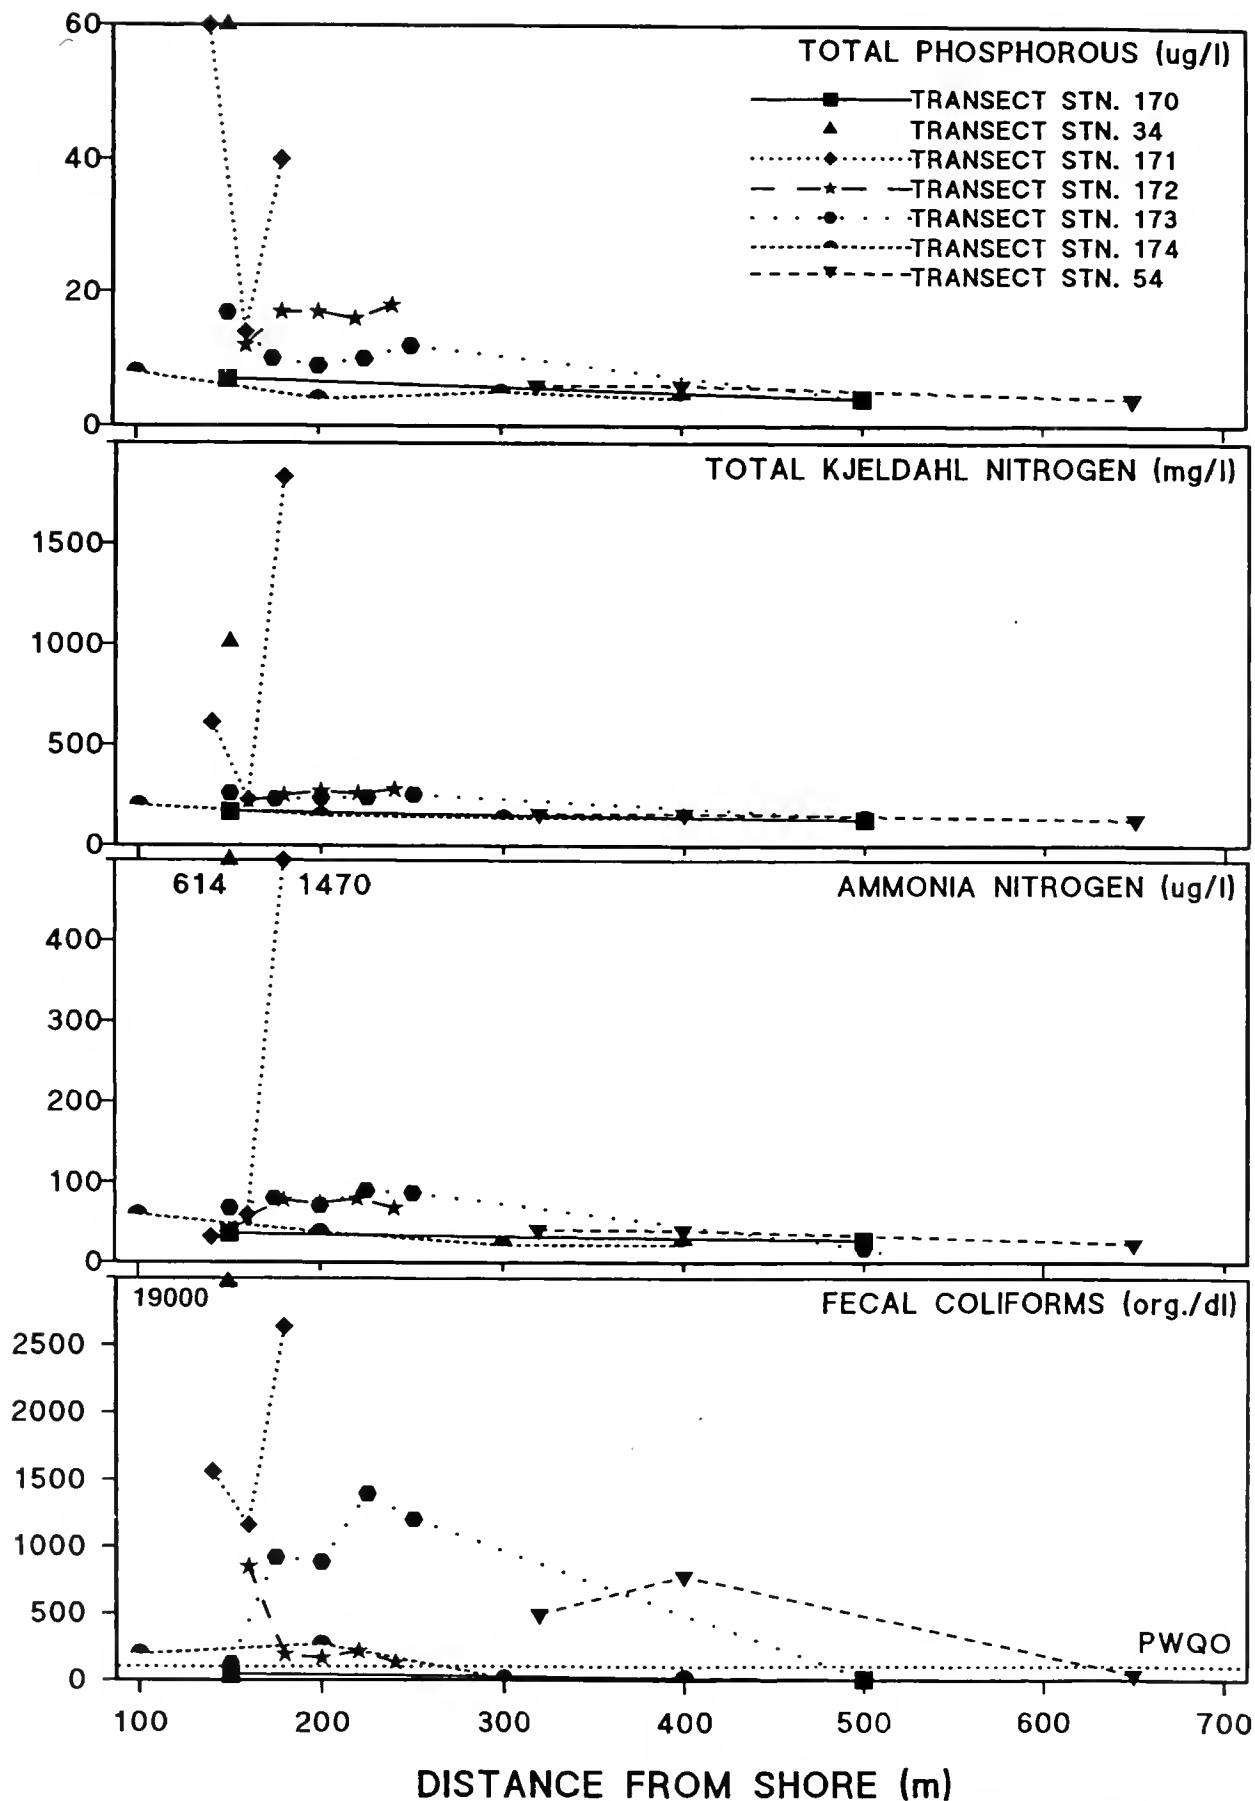 60
TOTAL PHOSPHOROUS (ug/l)
TRANSECT STN. 170
TRANSECT STN. 34
40
TRANSECT STN. 171
TRANSECT STN. 172
TRANSECT STN. 173
TRANSECT STN. 174
TRANSECT STN. 54
20
0
TOTAL KJELDAHL NITROGEN (mg/l)
1500
1000
500
0
614 1470 AMMONIA NITROGEN (ug/l)
400
300
200
100
0
19000 FECAL COLIFORMS (org./dl)
2500
2000
1500
1000
500
PWQO
0
100 200 300 400 500 600 700
DISTANCE FROM SHORE (m)